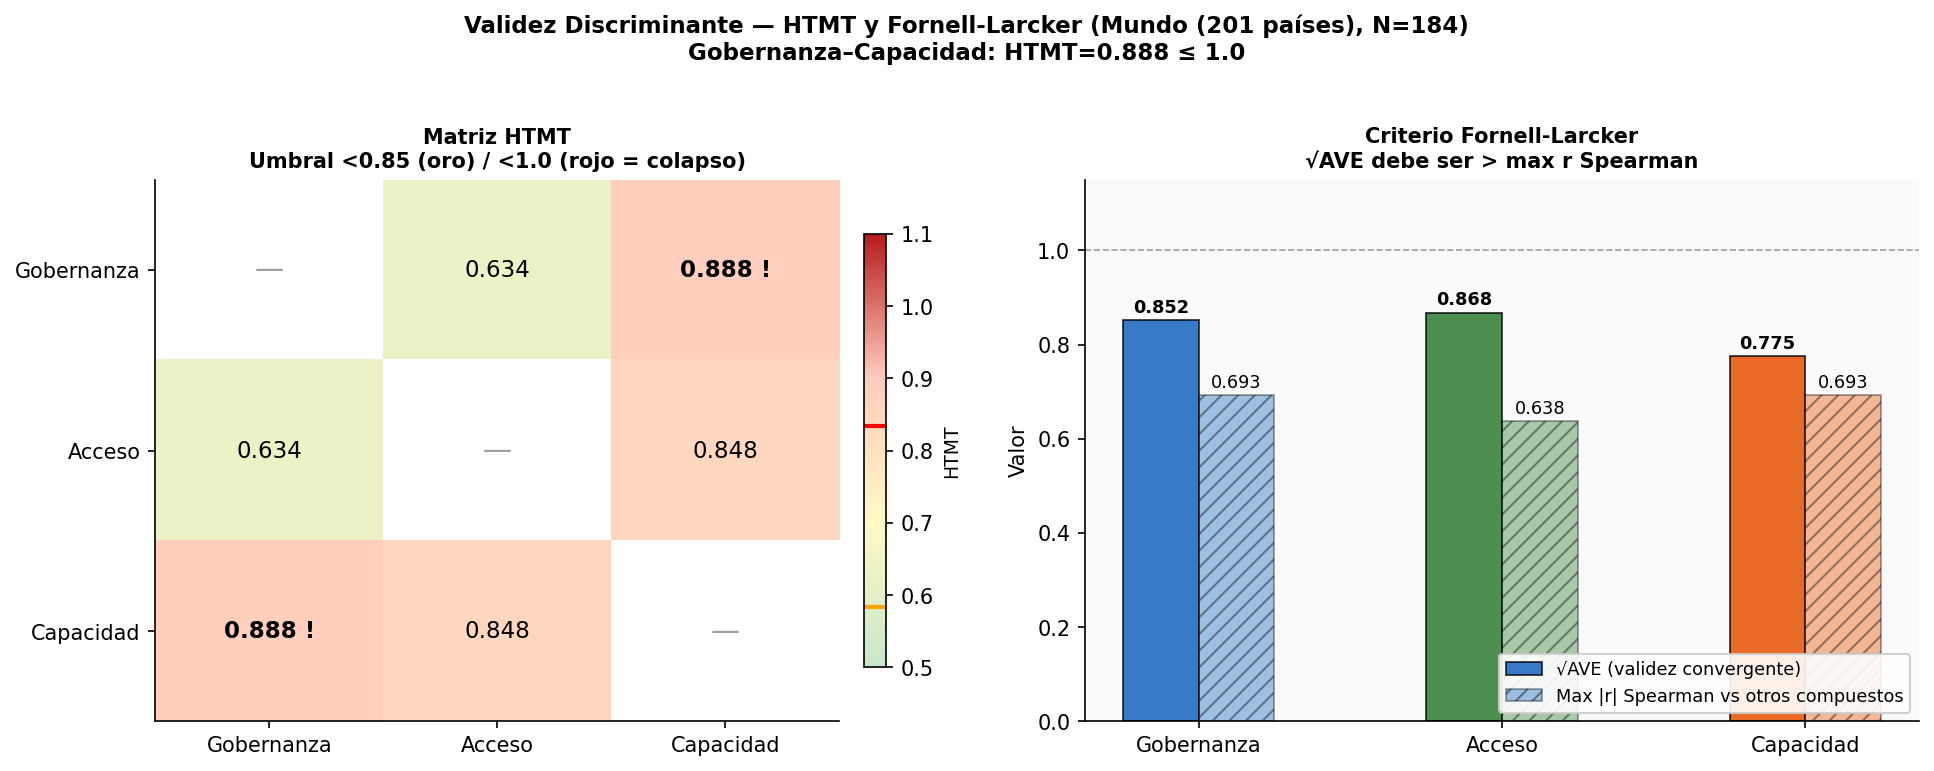 Validez Discriminante — HTMT y Fornell-Larcker (Mundo (201 países), N=184)
Gobernanza–Capacidad: HTMT=0.888 ≤ 1.0
Matriz HTMT
Umbral <0.85 (oro) / <1.0 (rojo = colapso)
Gobernanza
—
0.634
0.888 !
Acceso
0.634
—
0.848
Capacidad
0.888 !
0.848
—
Gobernanza
Acceso
Capacidad
1.1
1.0
0.9
0.8
0.7
0.6
0.5
HTMT
Criterio Fornell-Larcker
√AVE debe ser > max r Spearman
Valor
1.0
0.8
0.6
0.4
0.2
0.0
0.852
0.693
0.868
0.638
0.775
0.693
√AVE (validez convergente)
Max |r| Spearman vs otros compuestos
Gobernanza
Acceso
Capacidad